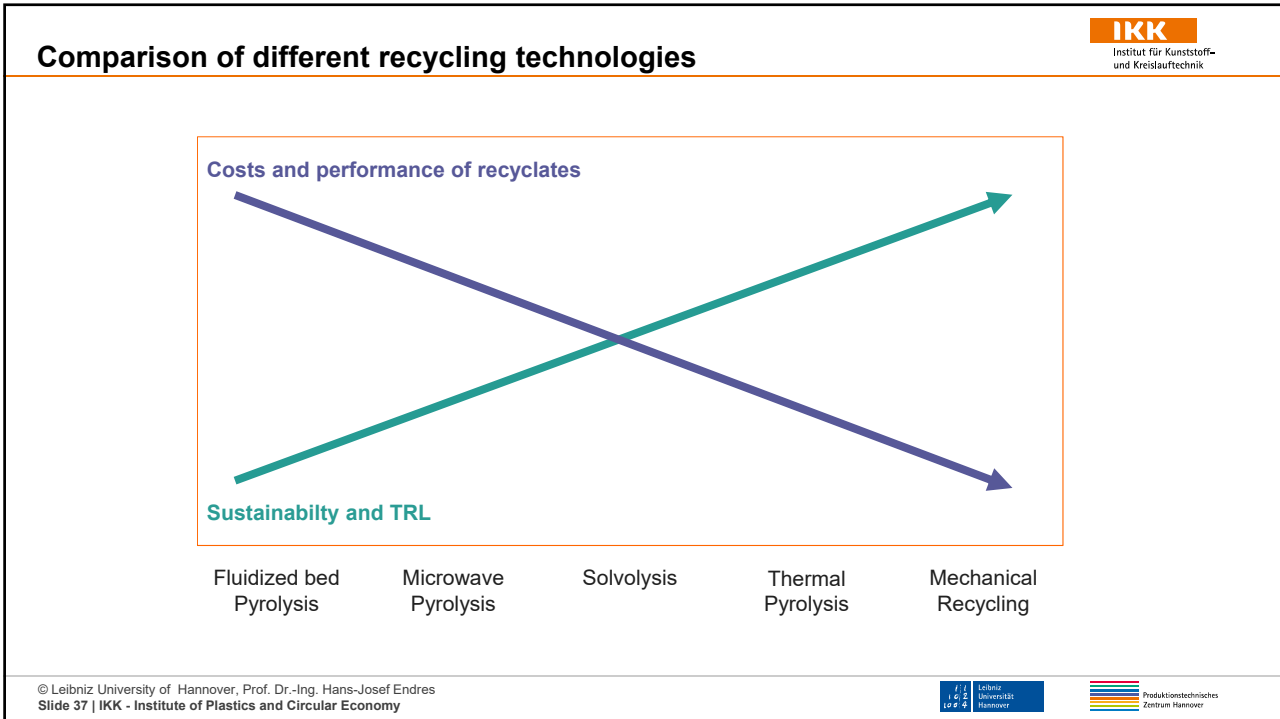 Comparison of different recycling technologies
IKK
Institut für Kunststoff-
und Kreislauftechnik
Costs and performance of recyclates
Sustainabilty and TRL
Fluidized bed
Pyrolysis
Microwave
Pyrolysis
Solvolysis
Thermal
Pyrolysis
Mechanical
Recycling
© Leibniz University of Hannover, Prof. Dr.-Ing. Hans-Josef Endres
Slide 37 | IKK - Institute of Plastics and Circular Economy
Leibniz
Universität
Hannover
Produktionstechnisches
Zentrum Hannover